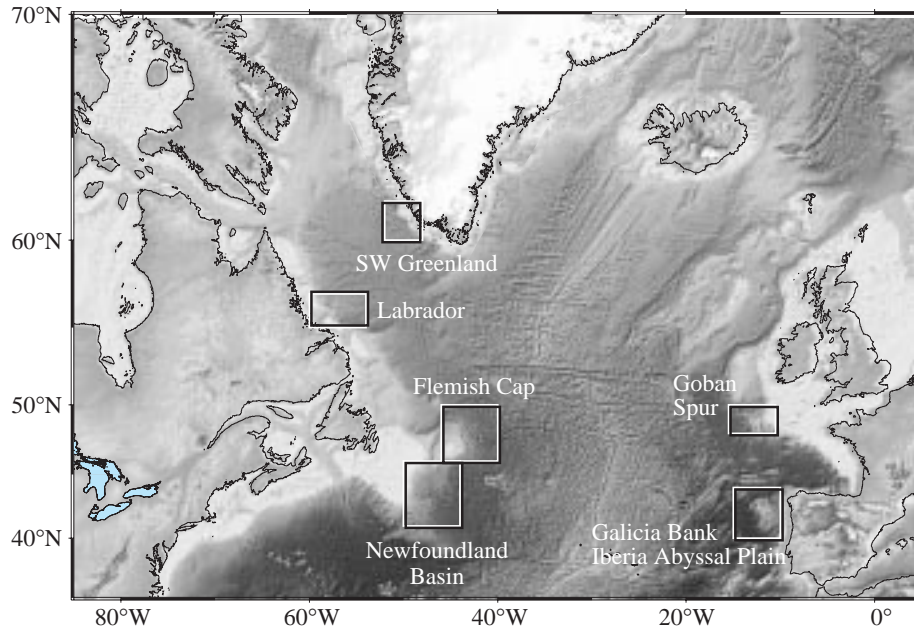 70°N
60°N
SW Greenland
Labrador
Flemish Cap
Goban
Spur
50°N
40°N
Newfoundland
Basin
Galicia Bank
Iberia Abyssal Plain
80°W
60°W
40°W
20°W
0°